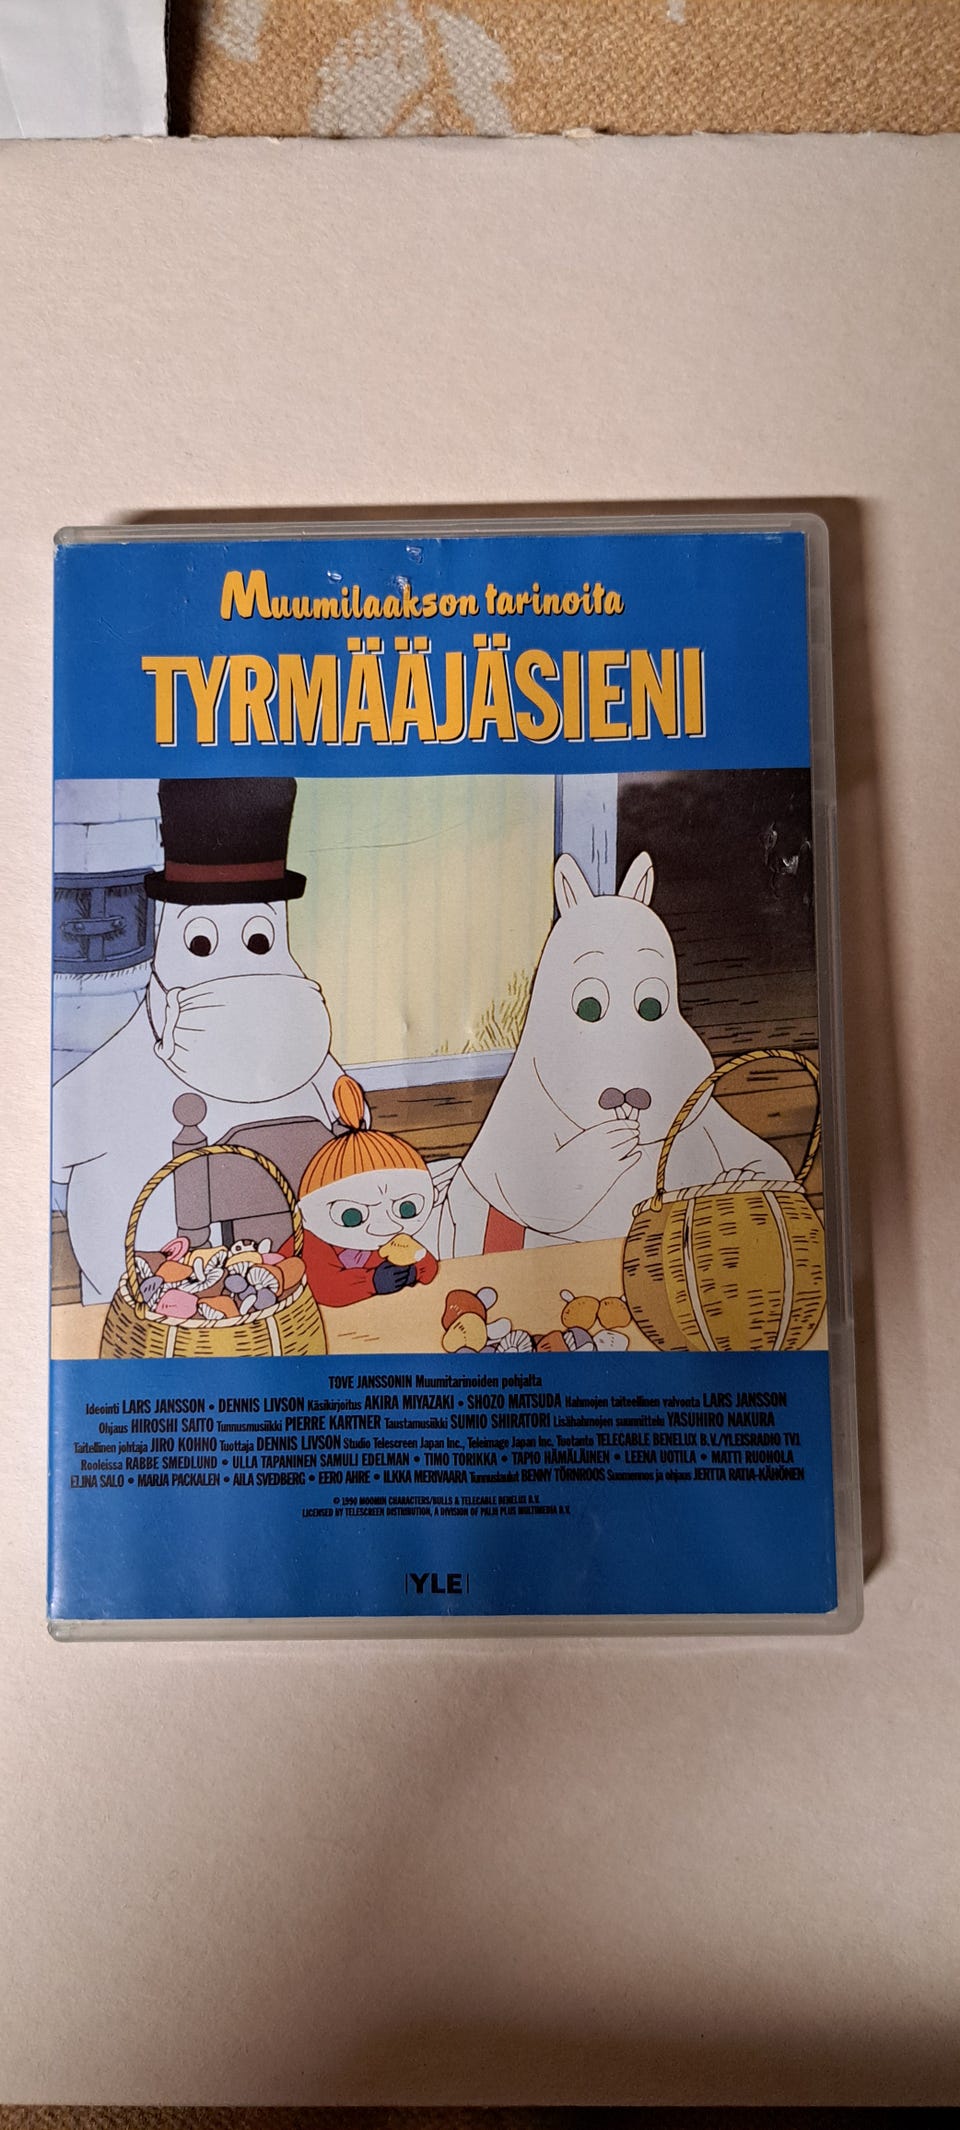 Muumilaakson tarinoita
TYRMÄÄJÄSIENI
TOVE JANSSONIN Muumitarinoiden pohjalta
Ideointi LARS JANSSON • DENNIS LIVSON Käsikirjoitus AKIRA MIYAZAKI • SHOZO MATSUDA Hahmojen taiteellinen valvonta LARS JANSSON
Ohjaus HIROSHI SAITO Tunnusmusiikki PIERRE KARTNER Taustamusiikki SUMIO SHIRATORI Lisähahmojen suunnittelu YASUHIRO NAKURA
Taiteellinen johtaja JIRO KOHNO Tuottaja DENNIS LIVSON Studio Telescreen Japan Inc., Teleimage Japan Inc. Tuotanto TELECABLE BENELUX B.V./YLEISRADIO TV1
Rooleissa RABBE SMEDLUND • ULLA TAPANINEN SAMULI EDELMAN • TIMO TORIKKA • TAPIO HÄMÄLÄINEN • LEENA UOTILA • MATTI RUOHOLA
ELINA SALO • MARJA PACKALEN • AILA SVEDBERG • EERO AHRE • ILKKA MERIVAARA Tunnuslaulut BENNY TÖRNROOS Suomennos ja ohjaus JERTTA RATIA-KÄHÖNEN
© 1990 MOOMIN CHARACTERS/BULLS & TELECABLE BENELUX B.V.
LICENSED BY TELESCREEN DISTRIBUTION, A DIVISION OF PALM PLUS MULTIMEDIA B.V.
YLE